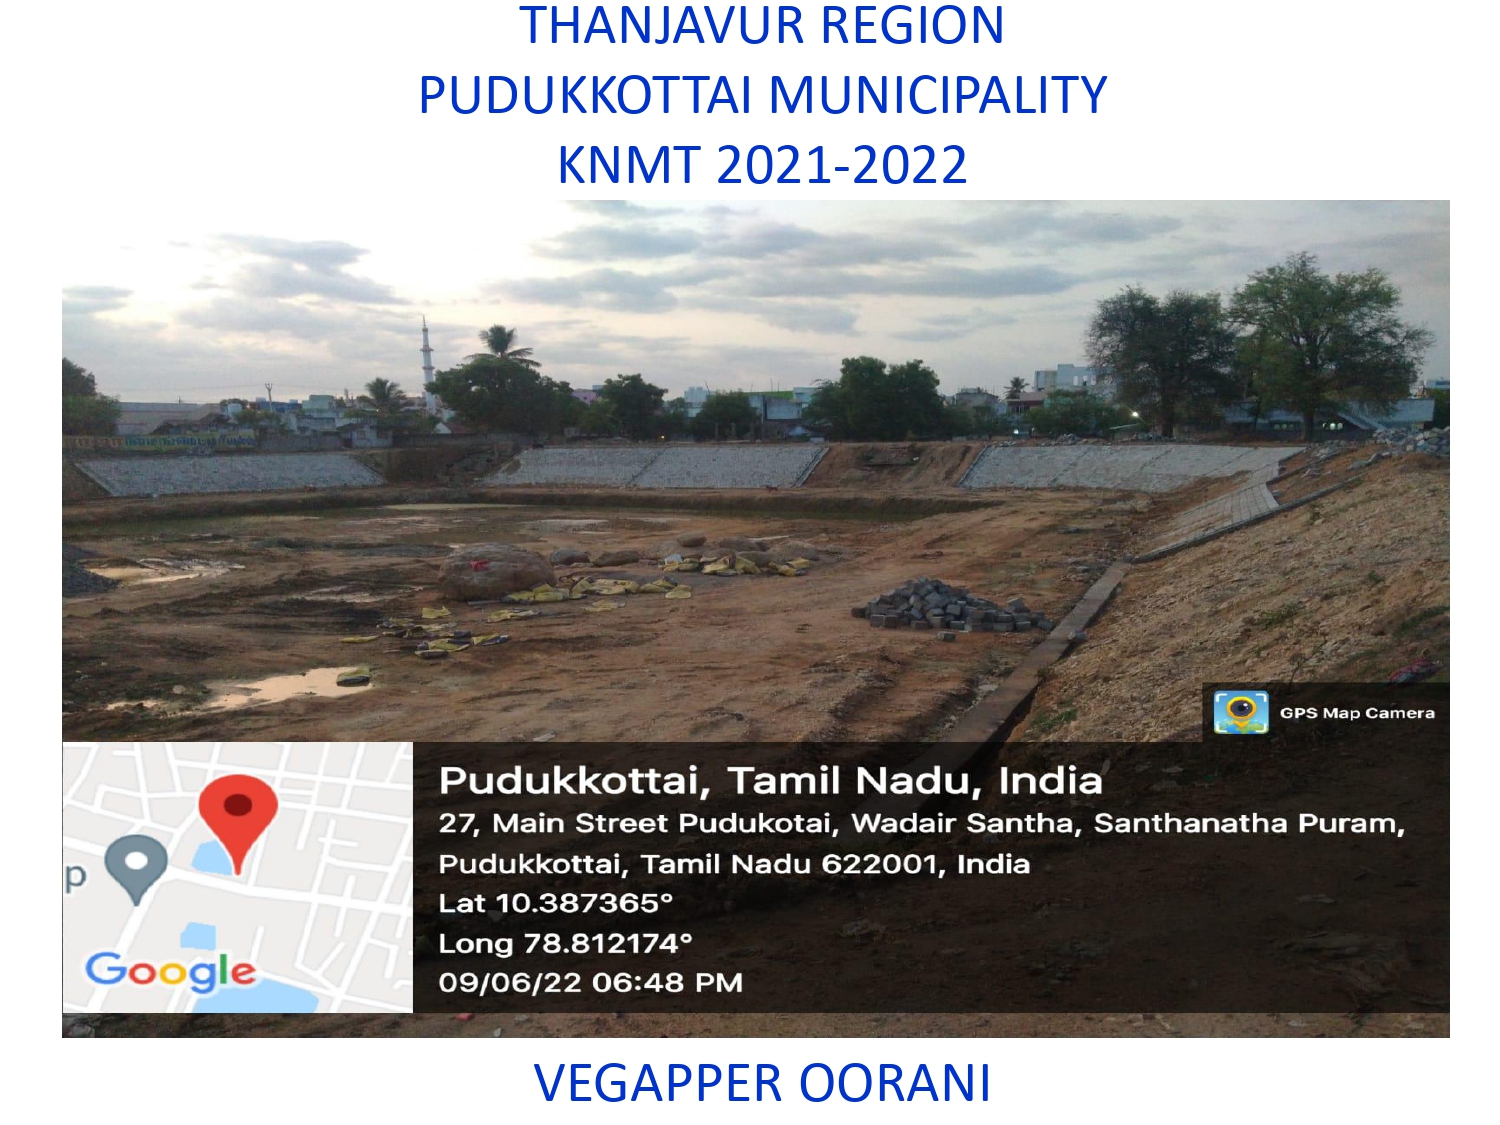 THANJAVUR REGION
PUDUKKOTTAI MUNICIPALITY
KNMT 2021-2022
GPS Map Camera
Pudukkottai, Tamil Nadu, India
27, Main Street Pudukotai, Wadair Santha, Santhanatha Puram,
Pudukkottai, Tamil Nadu 622001, India
Lat 10.387365°
Long 78.812174°
09/06/22 06:48 PM
p
Google
VEGAPPER OORANI